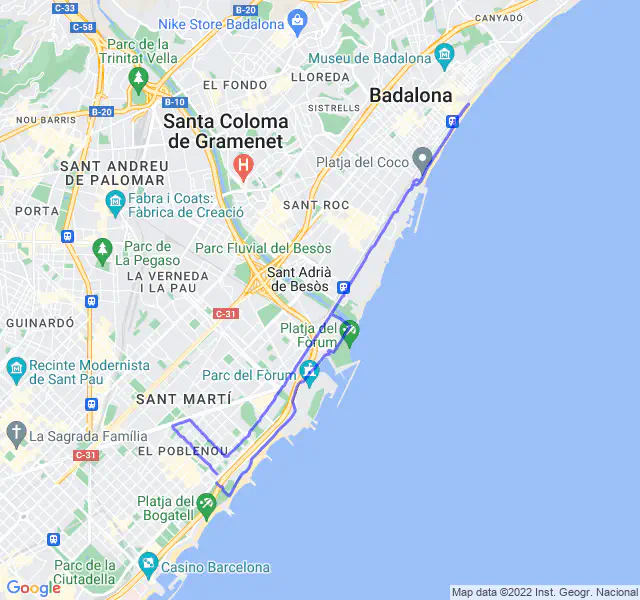 C-33
B-20
CANYADÓ
C-58
Nike Store Badalona
Parc de la
Trinitat Vella
Museu de Badalona
EL FONDO
LLOREDA
Badalona
B-10
SISTRELLS
B-20
NOU BARRIS
Santa Coloma
de Gramenet
Platja del Coco
SANT ANDREU
DE PALOMAR
H
Fabra i Coats:
Fàbrica de Creació
SANT ROC
PORTA
Parc de
La Pegaso
Parc Fluvial del Besòs
LA VERNEDA
I LA PAU
Sant Adrià
de Besòs
C-31
GUINARDÓ
Platja del
Fòrum
Recinte Modernista
de Sant Pau
Parc del Fòrum
SANT MARTÍ
La Sagrada Família
C-31
EL POBLENOU
Platja del
Bogatell
Parc de la
Ciutadella
Casino Barcelona
Google
Map data ©2022 Inst. Geogr. Nacional